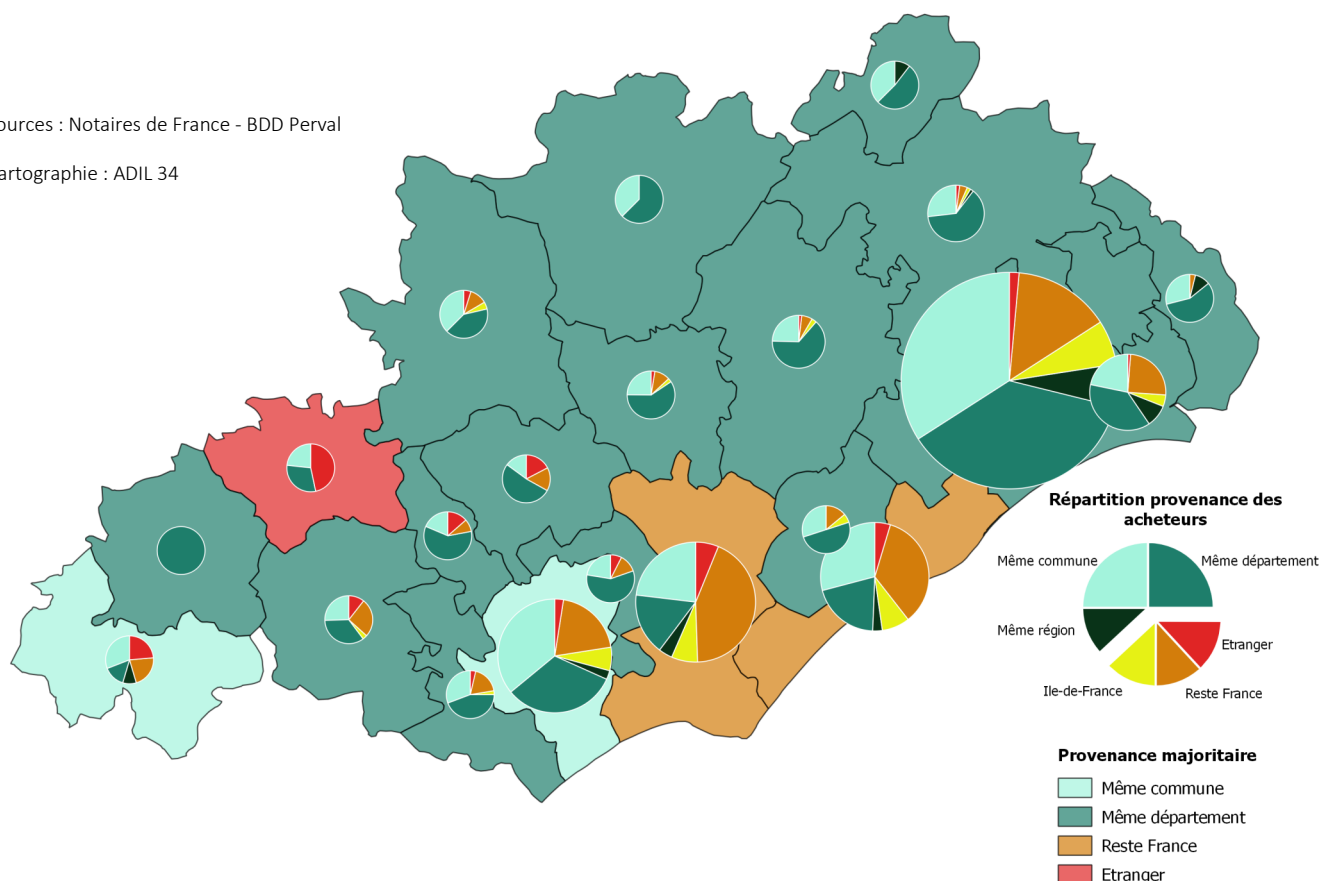 ources : Notaires de France - BDD Perval
artographie : ADIL 34
Répartition provenance des
acheteurs
Même commune
Même département
Même région
Etranger
Ile-de-France
Reste France
Provenance majoritaire
Même commune
Même département
Reste France
Etranger